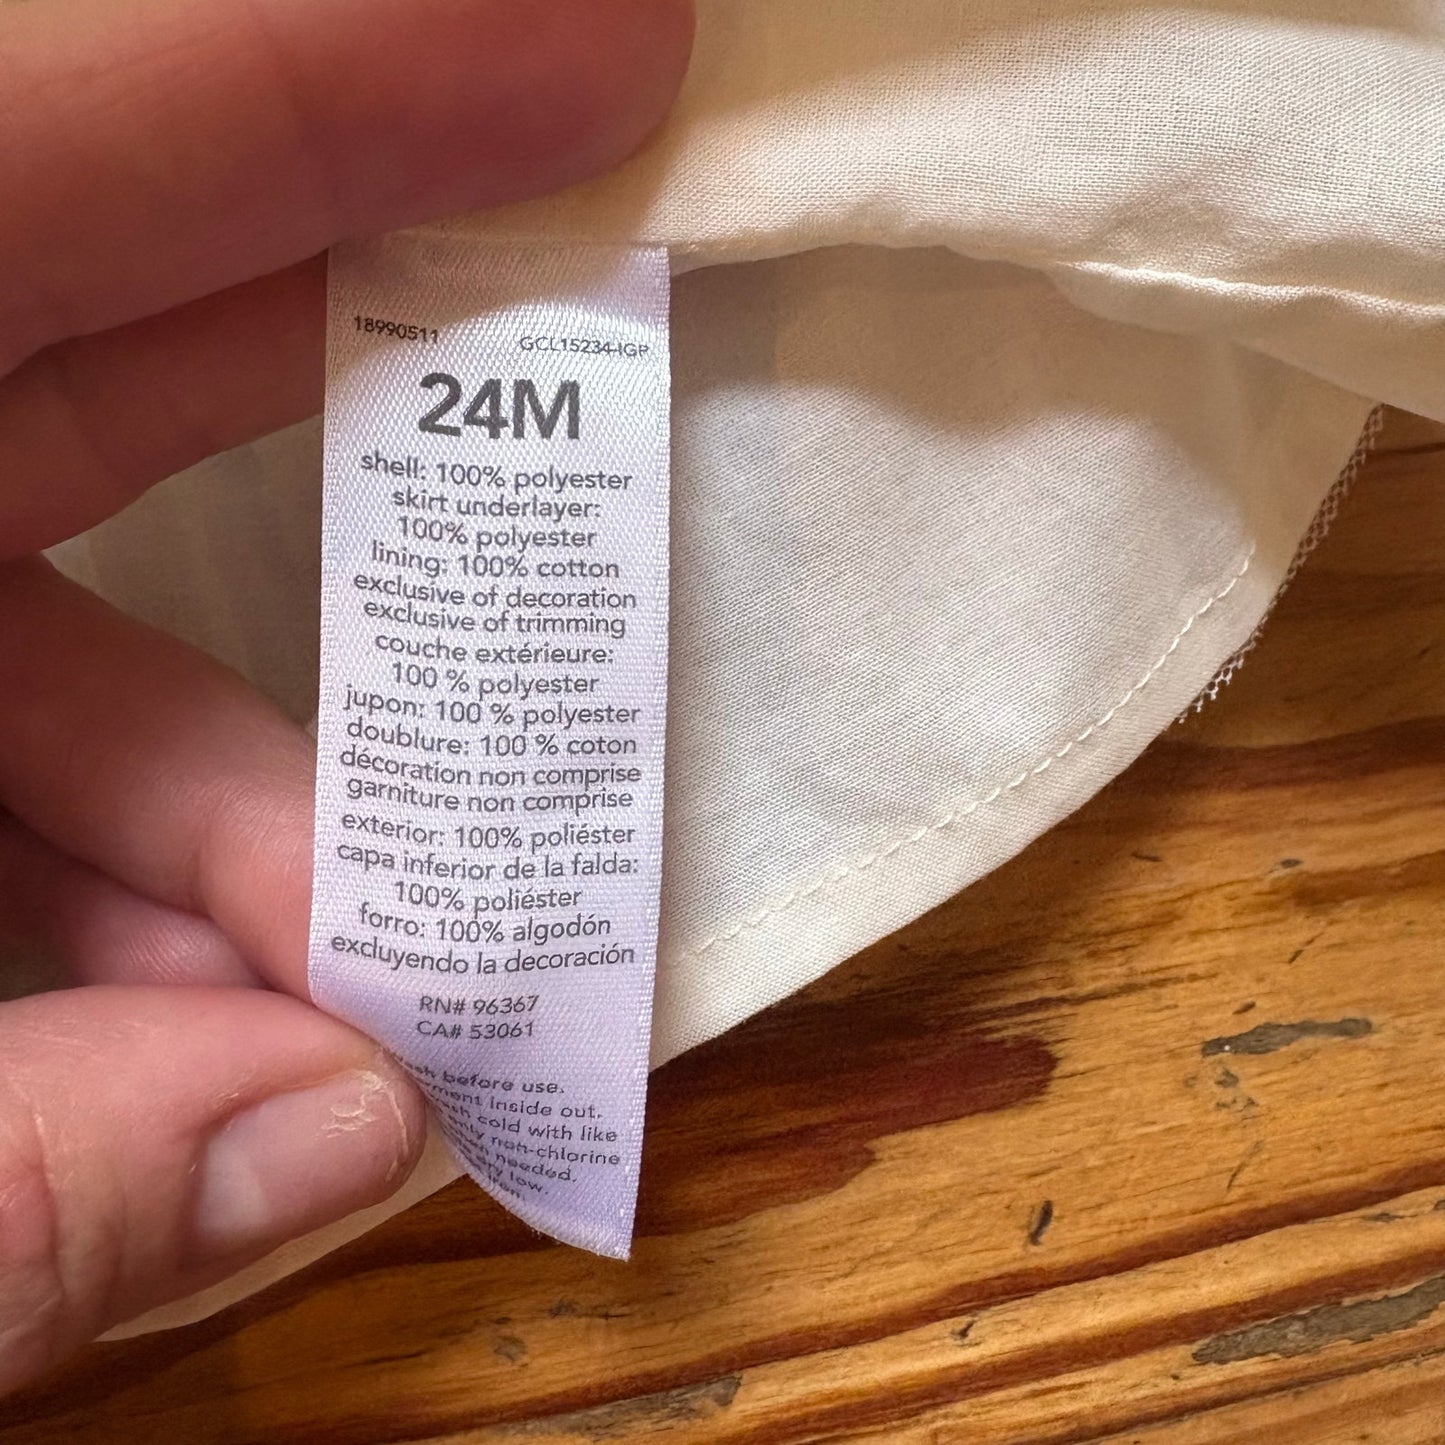 18990511
GCL15234-IGP
24M
shell: 100% polyester
skirt underlayer:
100% polyester
lining: 100% cotton
exclusive of decoration
exclusive of trimming
couche extérieure:
100 % polyester
jupon: 100 % polyester
doublure: 100 % coton
décoration non comprise
garniture non comprise
exterior: 100% poliéster
capa inferior de la falda:
100% poliéster
forro: 100% algodón
excluyendo la decoración
RN# 96367
CA# 53061
before use.
inside out.
cold with like
non-chlorine
needed.
dry low.